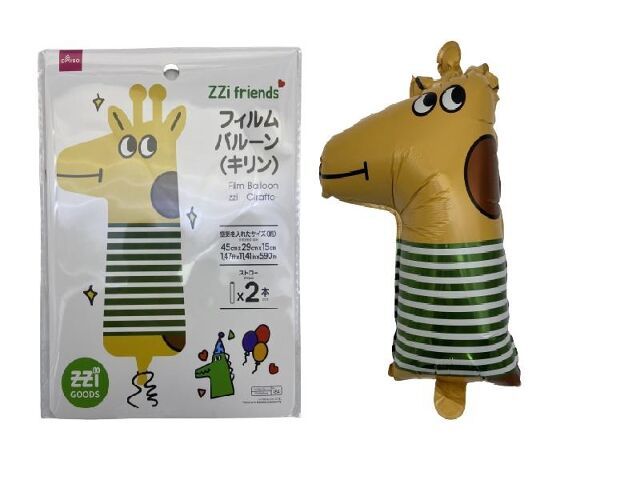 DAISO
ZZi friends
フィルム
バルーン
(キリン)
Film Balloon
zzi Giraffe
空気を入れたサイズ(約)
45cm x 29cm x 15cm
ストロー
x2本
ZZi
GOODS